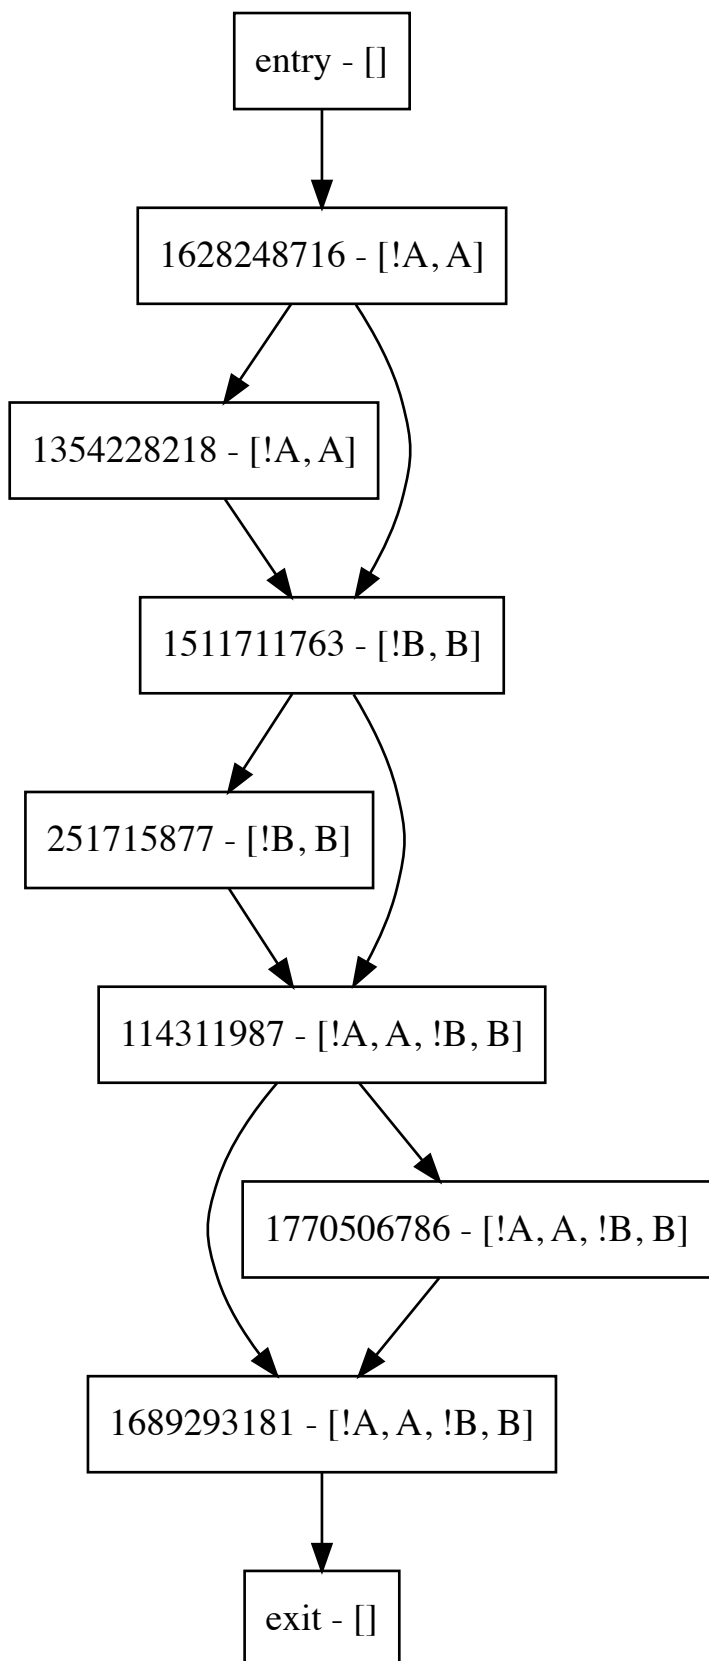 entry - []
1628248716 - [!A, A]
1354228218 - [!A, A]
1511711763 - [!B, B]
251715877 - [!B, B]
114311987 - [!A, A, !B, B]
1770506786 - [!A, A, !B, B]
1689293181 - [!A, A, !B, B]
exit - []